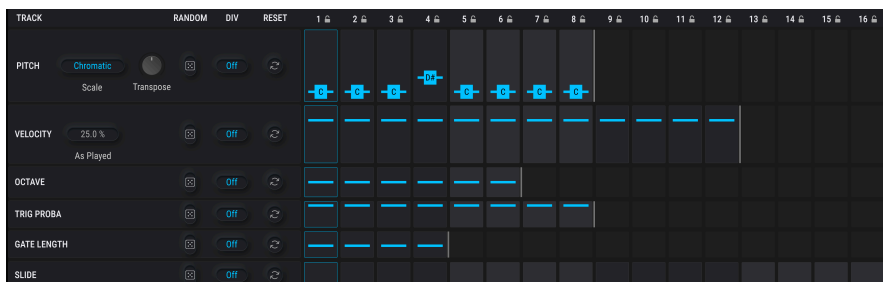 TRACK RANDOM DIV RESET 1 2 3 4 5 6 7 8 9 10 11 12 13 14 15 16
PITCH Chromatic Off
Scale Transpose
D#
C C C C C C C
VELOCITY 25.0 % Off
As Played
OCTAVE Off
TRIG PROBA Off
GATE LENGTH Off
SLIDE Off